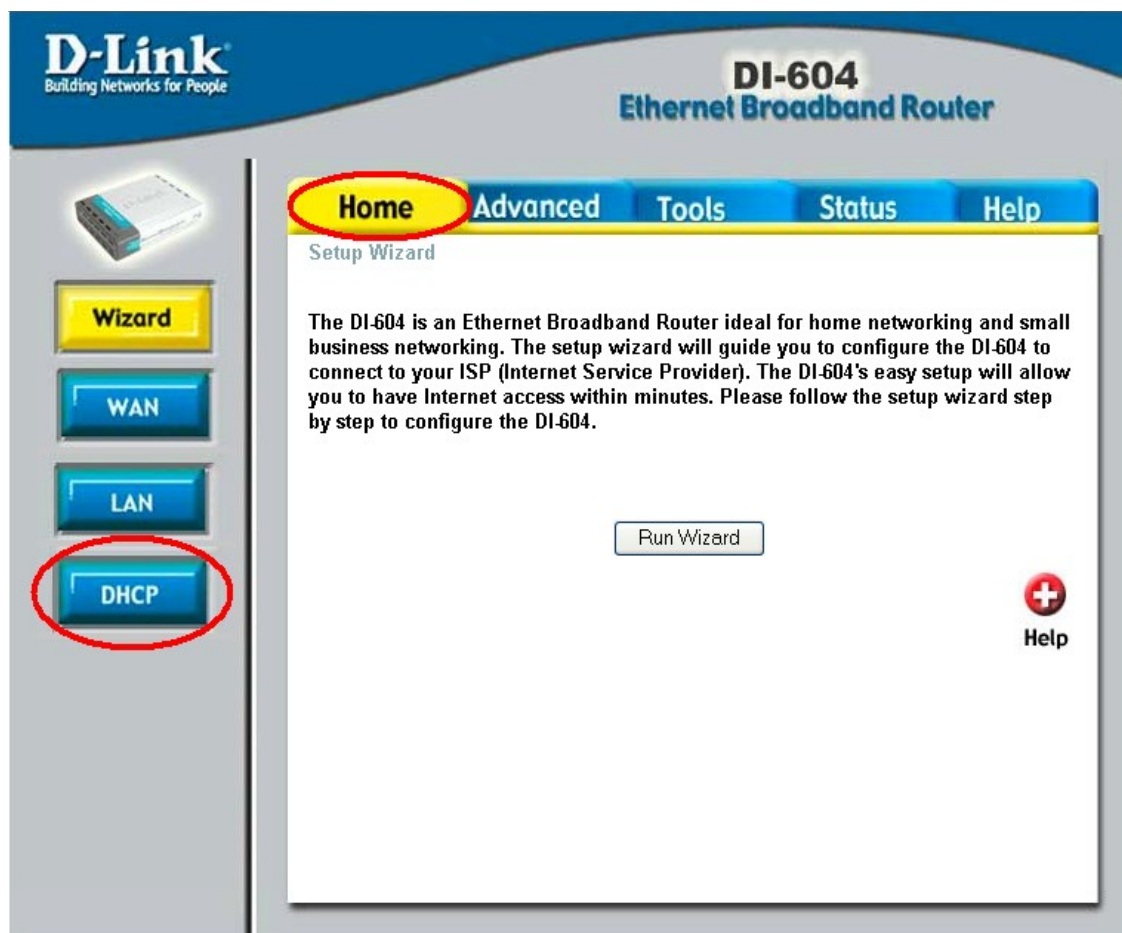 D-Link
Building Networks for People
DI-604
Ethernet Broadband Router
Home Advanced Tools Status Help
Wizard
WAN
LAN
DHCP
Setup Wizard
The DI-604 is an Ethernet Broadband Router ideal for home networking and small
business networking. The setup wizard will guide you to configure the DI-604 to
connect to your ISP (Internet Service Provider). The DI-604's easy setup will allow
you to have Internet access within minutes. Please follow the setup wizard step
by step to configure the DI-604.
Run Wizard
Help